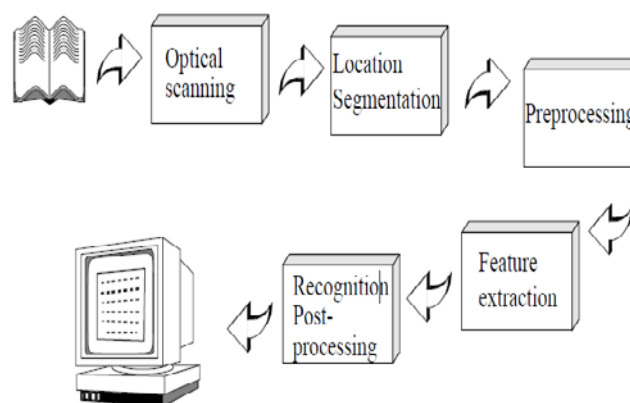 Optical
scanning
Location
Segmentation
Preprocessing
Feature
extraction
Recognition
Post-
processing